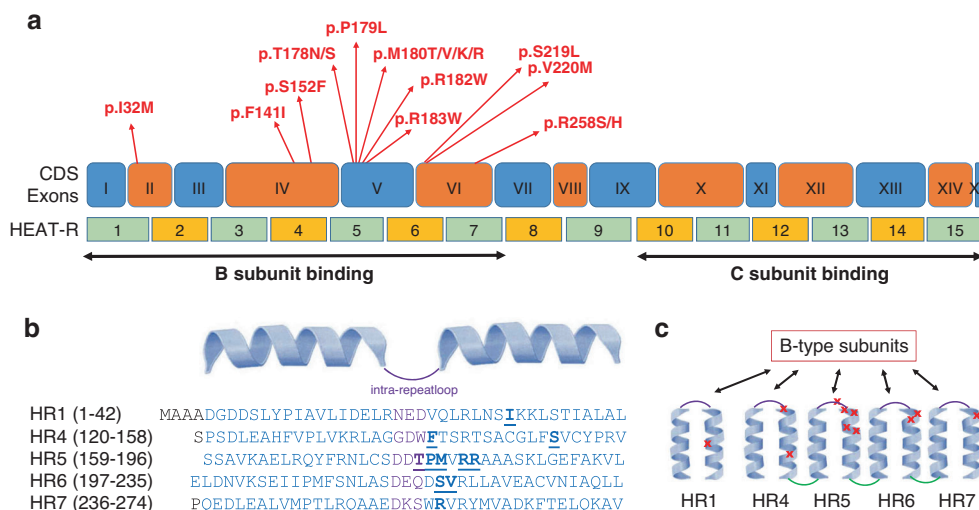 a
p.P179L
p.T178N/S
p.M180T/V/K/R
p.S219L
p.V220M
p.S152F
p.R182W
p.I32M
p.F141I
p.R183W
p.R258S/H
CDS Exons
I II III IV V VI VII VIII IX X XI XII XIII XIV X
HEAT-R
1 2 3 4 5 6 7 8 9 10 11 12 13 14 15
B subunit binding
C subunit binding
b
intra-repeatloop
HR1 (1-42) MAAADGDDSLYPIAVLIDELRNEDVQLRLNSIKKLSTIALAL
HR4 (120-158) SPSDLEAHFVPLVKRLAGGDWFTSRTSACGLFSVCYPRV
HR5 (159-196) SSAVKAELRQYFRNLCSDDTPMVRRAAASKLGEFAKVL
HR6 (197-235) ELDNVKSEIIPMFSNLASDEQDSVRLLAVEACVNIAQLL
HR7 (236-274) PQEDLEALVMPTLRQAAEDKSWRVRYMVADKFTELQKAV
c
B-type subunits
x x x x x x x x x x x
HR1 HR4 HR5 HR6 HR7